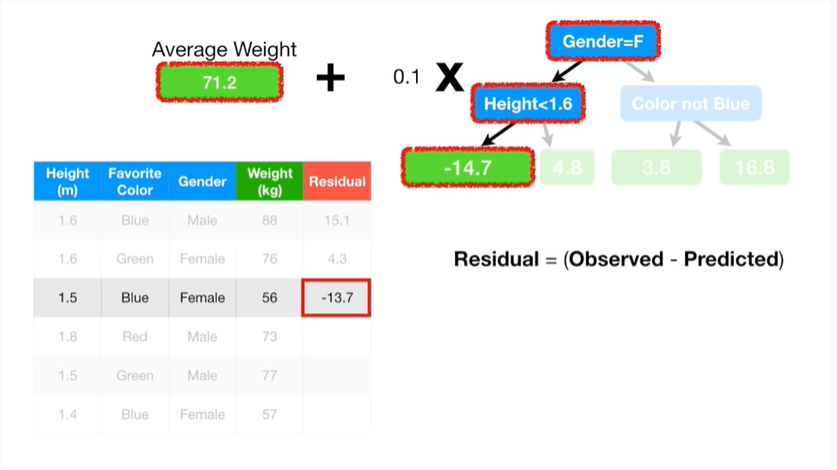 Average Weight
71.2
+
0.1 X
Gender=F
Height<1.6
Color not Blue
-14.7
4.8
3.8
16.8
Height (m) Favorite Color Gender Weight (kg) Residual
1.6 Blue Male 88 15.1
1.6 Green Female 76 4.3
1.5 Blue Female 56 -13.7
1.8 Red Male 73
1.5 Green Male 77
1.4 Blue Female 57
Residual = (Observed - Predicted)